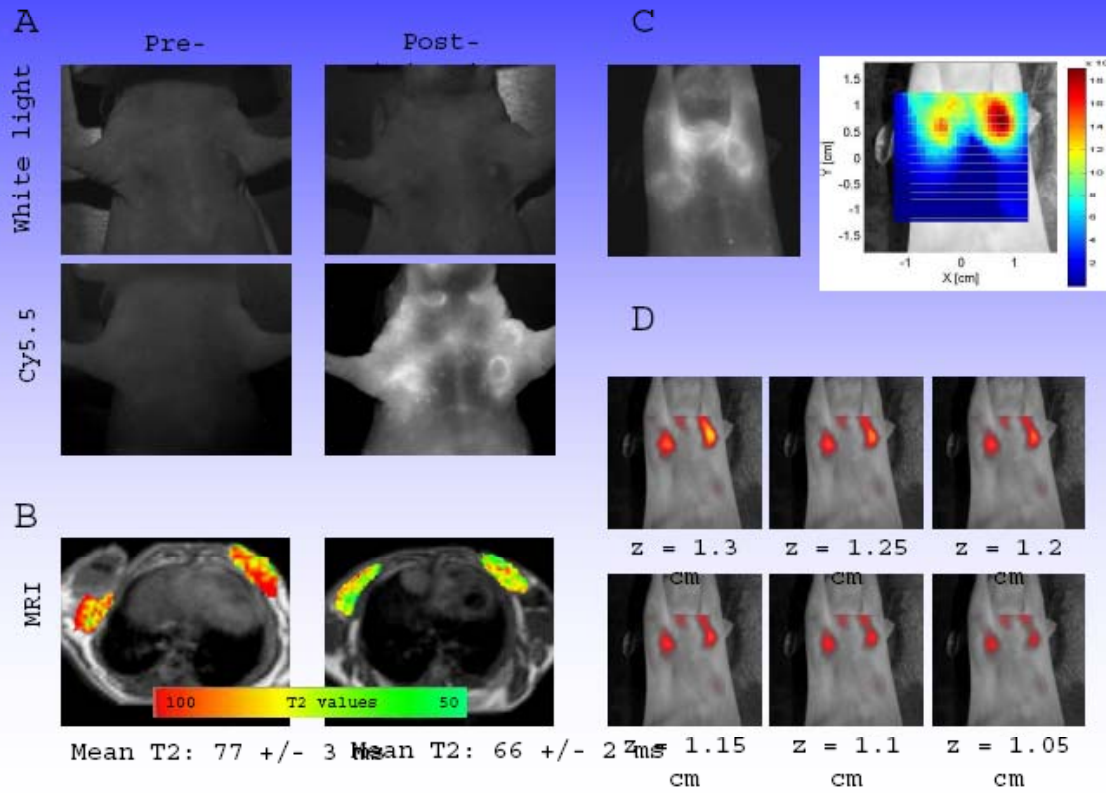 A
Pre-
Post-
White light
Cy5.5
B
MRI
100 T2 values 50
Mean T2: 77 +/- 3 ms
Mean T2: 66 +/- 2 ms
C
x 10
1.5
1
0.5
0
-0.5
-1
-1.5
Y [cm]
-1 0 1
X [cm]
18
16
14
12
10
8
6
4
2
D
z = 1.3 cm
z = 1.25 cm
z = 1.2 cm
z = 1.15 cm
z = 1.1 cm
z = 1.05 cm